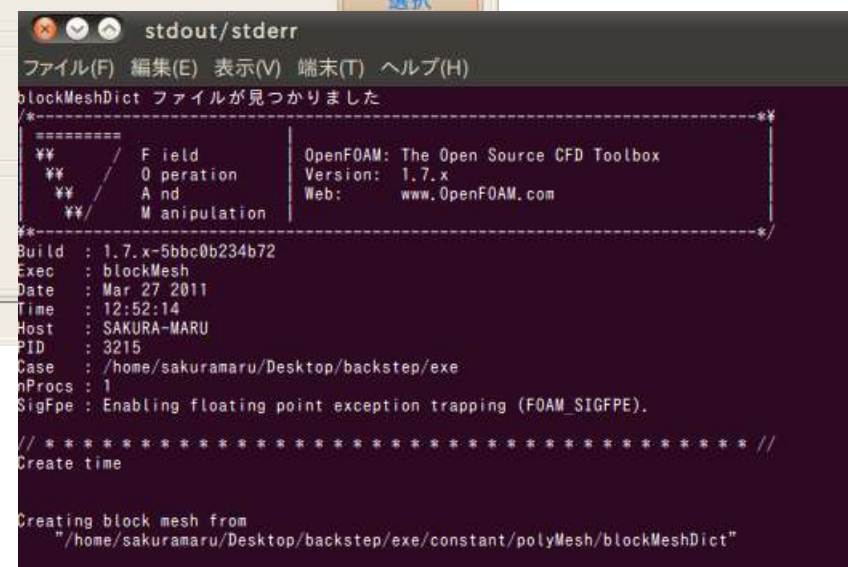 選択
stdout/stderr
ファイル(F) 編集(E) 表示(V) 端末(T) ヘルプ(H)
blockMeshDict ファイルが見つかりました
/*---------------------------------------------------------------------------*¥
| =========                 |                                                 |
| ¥¥      /  F ield         | OpenFOAM: The Open Source CFD Toolbox           |
|  ¥¥    /   O peration     | Version:  1.7.x                                 |
|   ¥¥  /    A nd           | Web:      www.OpenFOAM.com                      |
|    ¥¥/     M anipulation  |                                                 |
¥*---------------------------------------------------------------------------*/
Build  : 1.7.x-5bbc0b234b72
Exec   : blockMesh
Date   : Mar 27 2011
Time   : 12:52:14
Host   : SAKURA-MARU
PID    : 3215
Case   : /home/sakuramaru/Desktop/backstep/exe
nProcs : 1
SigFpe : Enabling floating point exception trapping (FOAM_SIGFPE).
// * * * * * * * * * * * * * * * * * * * * * * * * * * * * * * * * * * * * * //
Create time
Creating block mesh from
"/home/sakuramaru/Desktop/backstep/exe/constant/polyMesh/blockMeshDict"